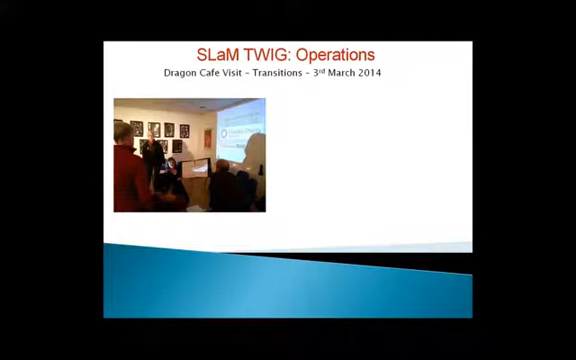 SLaM TWIG: Operations
Dragon Cafe Visit – Transitions – 3rd March 2014